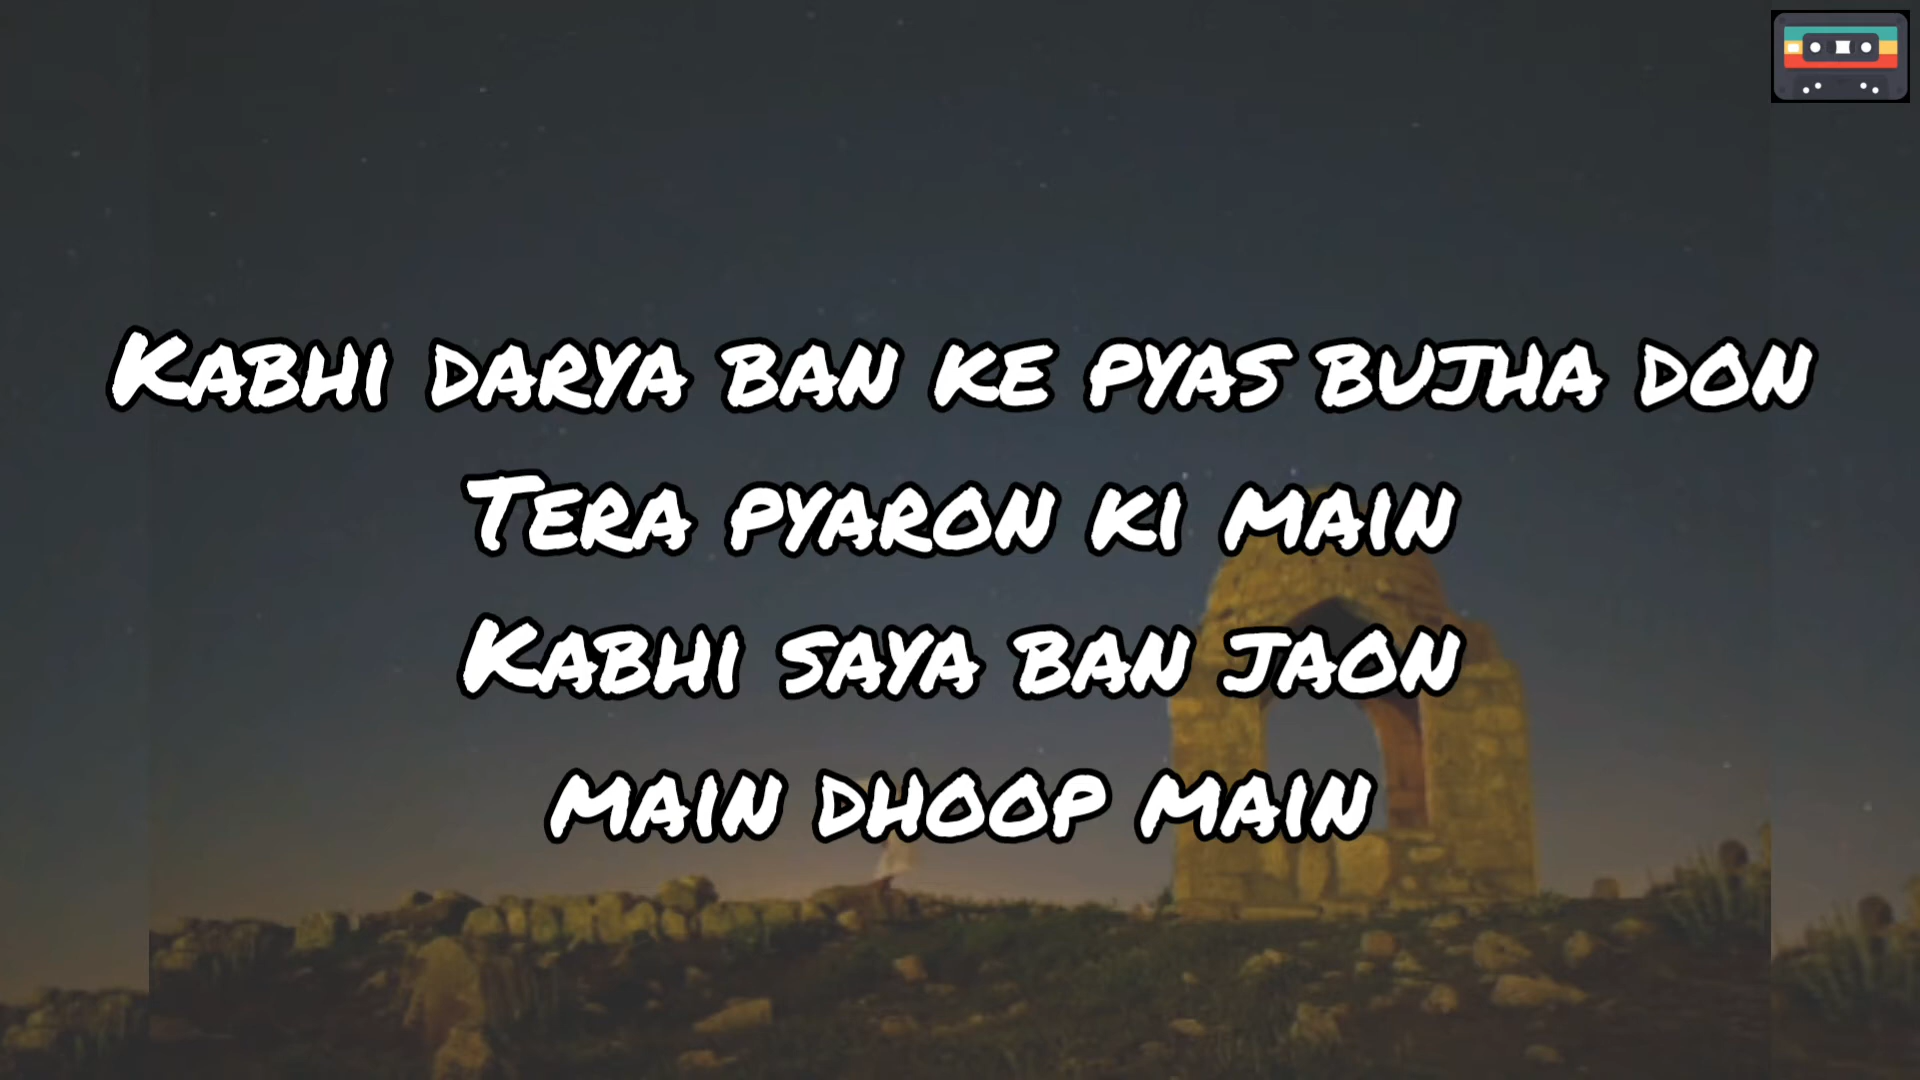 Kabhi darya ban ke pyas bujha don
Tera pyaron ki main
Kabhi saya ban jaon
main dhoop main